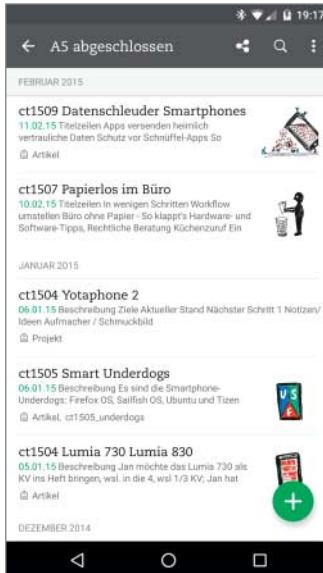 19:17
A5 abgeschlossen
FEBRUAR 2015
ct1509 Datenschleuder Smartphones
11.02.15 Titelzeilen Apps versenden heimlich
vertrauliche Daten Schutz vor Schnüffel-Apps So
Artikel
ct1507 Papierlos im Büro
10.02.15 Titelzeilen In wenigen Schritten Workflow
umstellen Büro ohne Papier - So klappt's Hardware- und
Software-Tipps, Rechtliche Beratung Küchenzuruf Ein
JANUAR 2015
ct1504 Yotaphone 2
06.01.15 Beschreibung Ziele Aktueller Stand Nächster Schritt 1 Notizen/
Ideen Aufmacher / Schmuckbild
Projekt
ct1505 Smart Underdogs
06.01.15 Beschreibung Es sind die Smartphone-
Underdogs: Firefox OS, Sailfish OS, Ubuntu und Tizen
Artikel, ct1505_underdogs
ct1504 Lumia 730 Lumia 830
05.01.15 Beschreibung Jan möchte das Lumia 730 als
KV ins Heft bringen, wsl. in die 4, wsl 1/3 KV; Jan hat
Artikel
DEZEMBER 2014